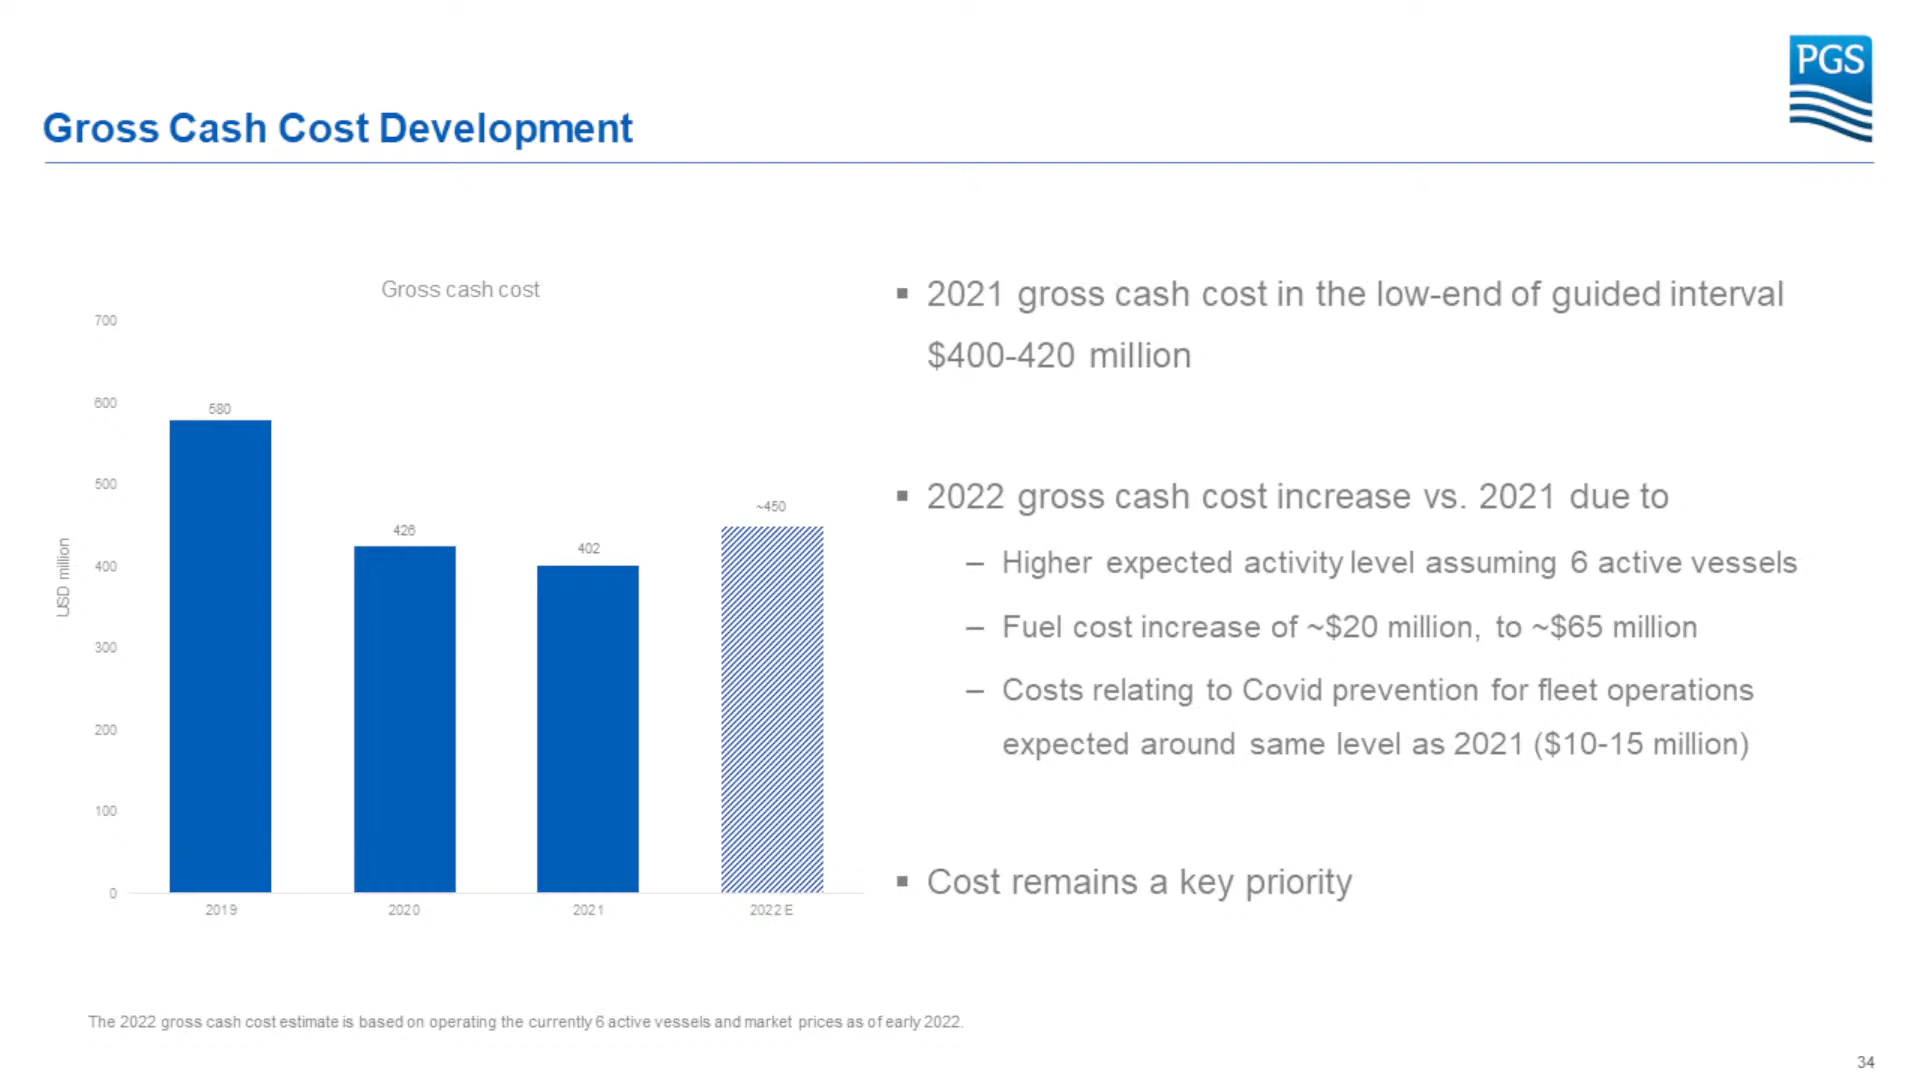 PGS
Gross Cash Cost Development
Gross cash cost
USD million
700
600
500
400
300
200
100
0
580
426
402
~450
2019
2020
2021
2022 E
▪ 2021 gross cash cost in the low-end of guided interval
$400-420 million
▪ 2022 gross cash cost increase vs. 2021 due to
– Higher expected activity level assuming 6 active vessels
– Fuel cost increase of ~$20 million, to ~$65 million
– Costs relating to Covid prevention for fleet operations
expected around same level as 2021 ($10-15 million)
▪ Cost remains a key priority
The 2022 gross cash cost estimate is based on operating the currently 6 active vessels and market prices as of early 2022.
34